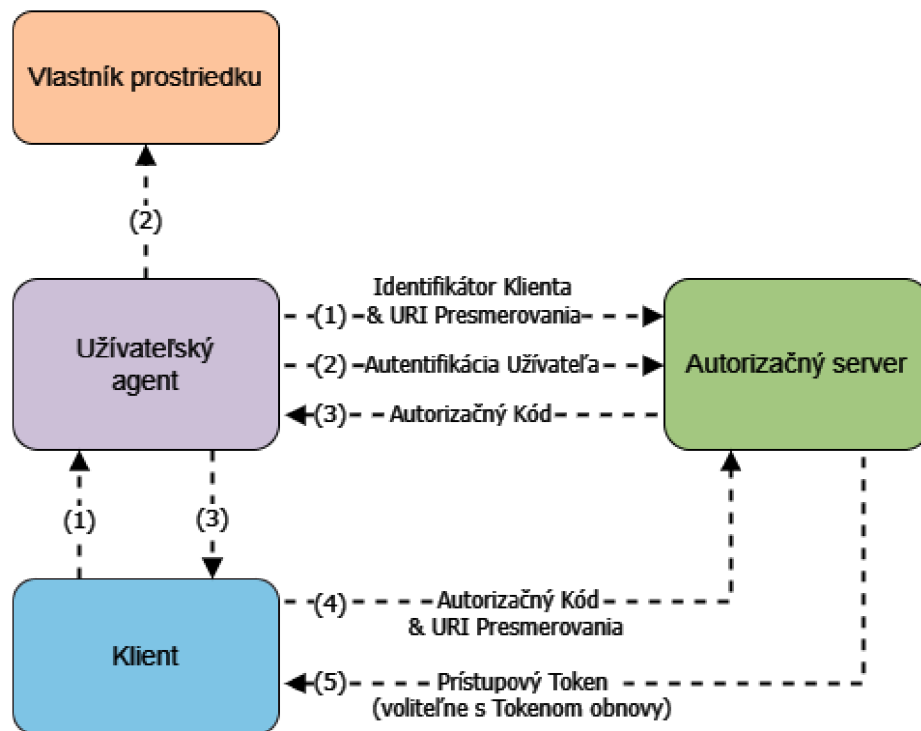 Vlastník prostriedku
(2)
Identifikátor Klienta
(1) & URI Presmerovania
Užívateľský
agent
(2) Autentifikácia Užívateľa
Autorizačný server
(3) Autorizačný Kód
(1)
(3)
(4) Autorizačný Kód
& URI Presmerovania
Klient
(5) Prístupový Token
(voliteľne s Tokenom obnovy)